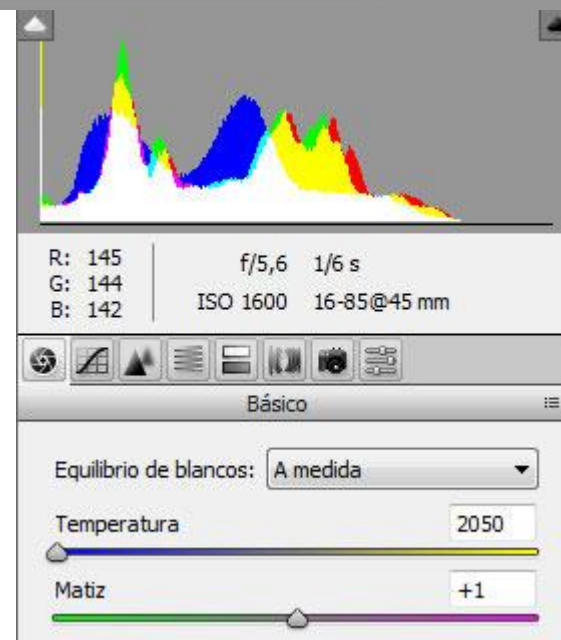 R: 145
G: 144
B: 142
f/5,6 1/6 s
ISO 1600 16-85@45 mm
Básico
Equilibrio de blancos: A medida
Temperatura 2050
Matiz +1